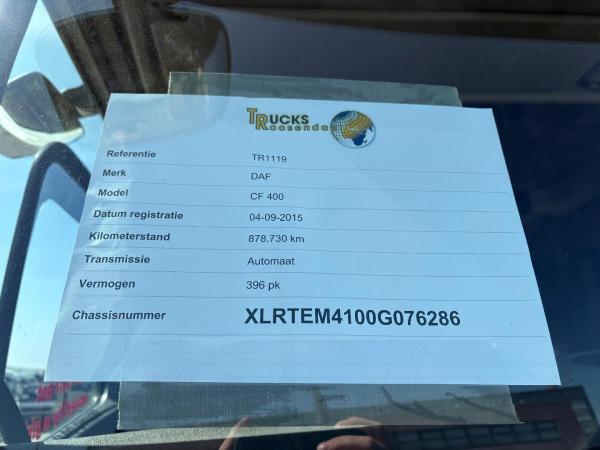 TRUCKS
Roosendaal
Referentie TR1119
Merk DAF
Model CF 400
Datum registratie 04-09-2015
Kilometerstand 878.730 km
Transmissie Automaat
Vermogen 396 pk
Chassisnummer XLRTEM4100G076286